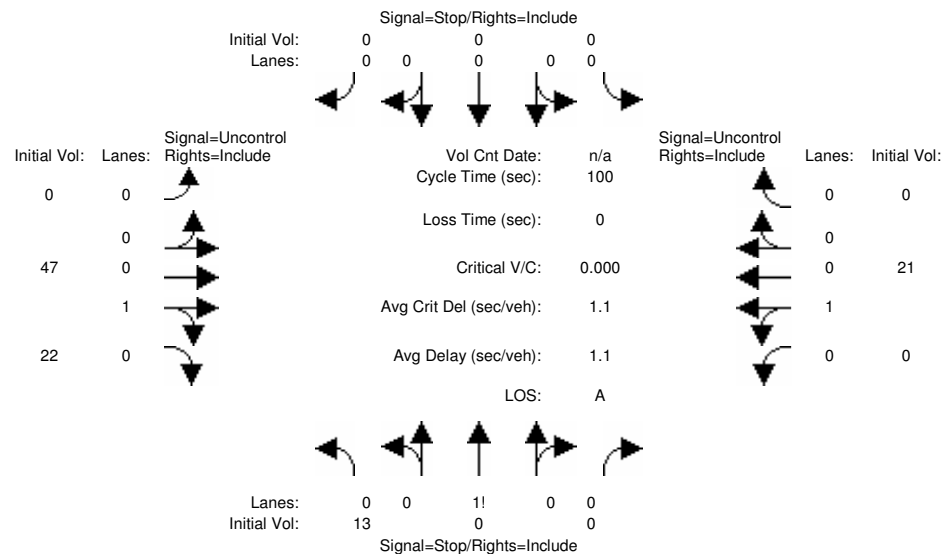 Signal=Stop/Rights=Include
Initial Vol: 0 0 0
Lanes: 0 0 0 0 0
Signal=Uncontrol Signal=Uncontrol
Initial Vol: Lanes: Rights=Include Vol Cnt Date: n/a Rights=Include Lanes: Initial Vol:
Cycle Time (sec): 100
0 0 0 0
Loss Time (sec): 0
0 0
47 0 Critical V/C: 0.000 0 21
1 Avg Crit Del (sec/veh): 1.1 1
22 0 Avg Delay (sec/veh): 1.1 0 0
LOS: A
Lanes: 0 0 1! 0 0
Initial Vol: 13 0 0
Signal=Stop/Rights=Include